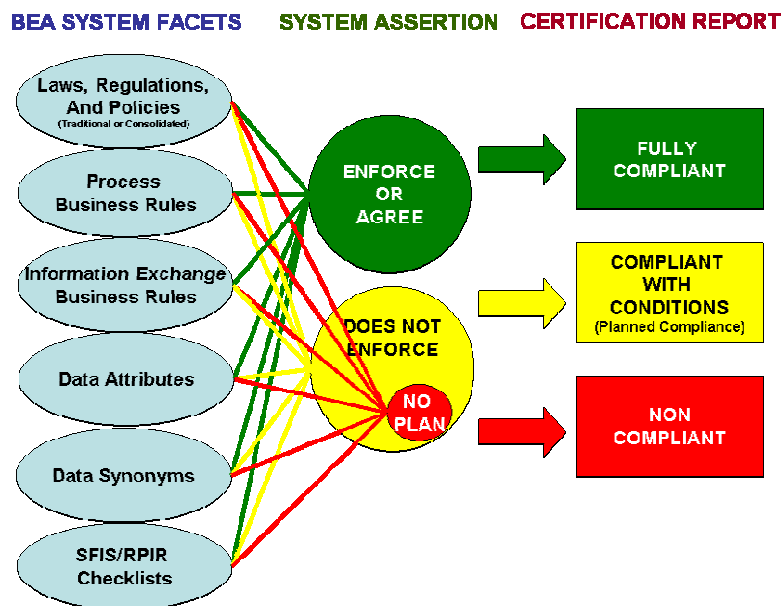 BEA SYSTEM FACETS
SYSTEM ASSERTION
CERTIFICATION REPORT
Laws, Regulations,
And Policies
(Traditional or Consolidated)
Process
Business Rules
Information Exchange
Business Rules
Data Attributes
Data Synonyms
SFIS/RPIR
Checklists
ENFORCE
OR
AGREE
DOES NOT
ENFORCE
NO
PLAN
FULLY
COMPLIANT
COMPLIANT
WITH
CONDITIONS
(Planned Compliance)
NON
COMPLIANT